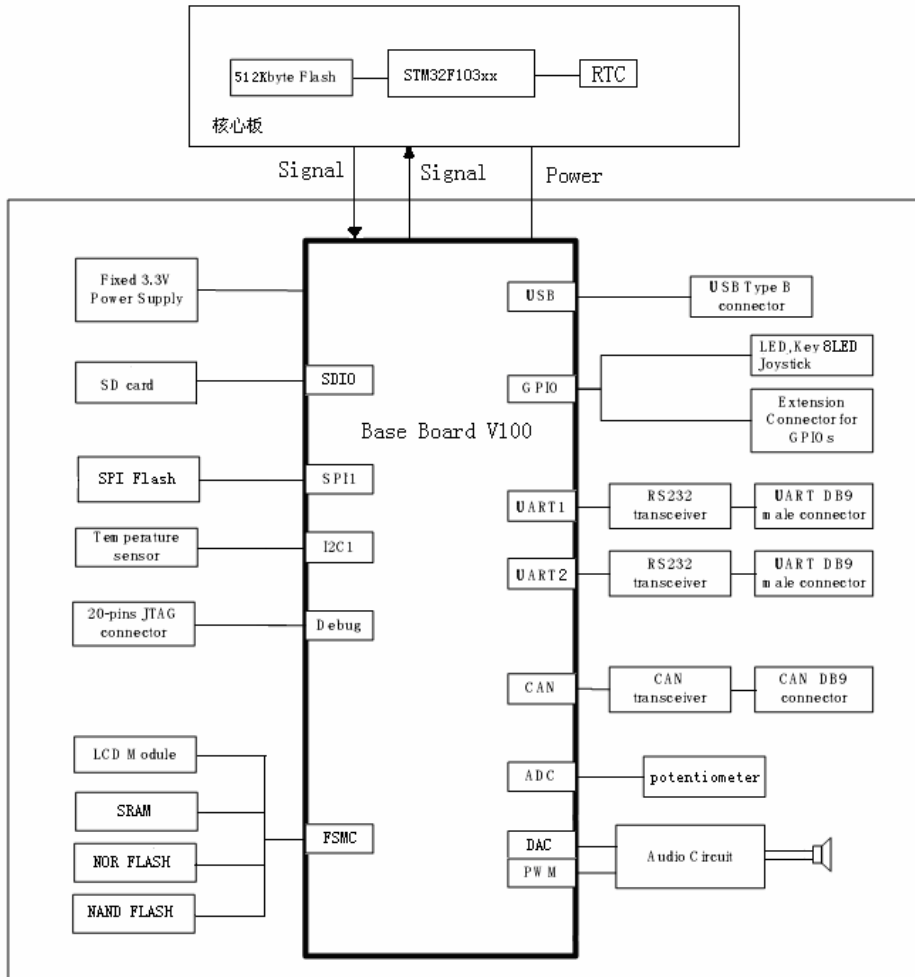 512Kbyte Flash
STM32F103xx
RTC
核心板
Signal
Signal
Power
Fixed 3.3V
Power Supply
SD card
SPI Flash
Temperature
sensor
20-pins JTAG
connector
LCD Module
SRAM
NOR FLASH
NAND FLASH
SDIO
SPI1
I2C1
Debug
FSMC
Base Board V100
USB
GPIO
UART1
UART2
CAN
ADC
DAC
PWM
USB Type B
connector
LED,Key 8LED
Joystick
Extension
Connector for
GPIOs
RS232
transceiver
UART DB9
male connector
RS232
transceiver
UART DB9
male connector
CAN
transceiver
CAN DB9
connector
potentiometer
Audio Circuit